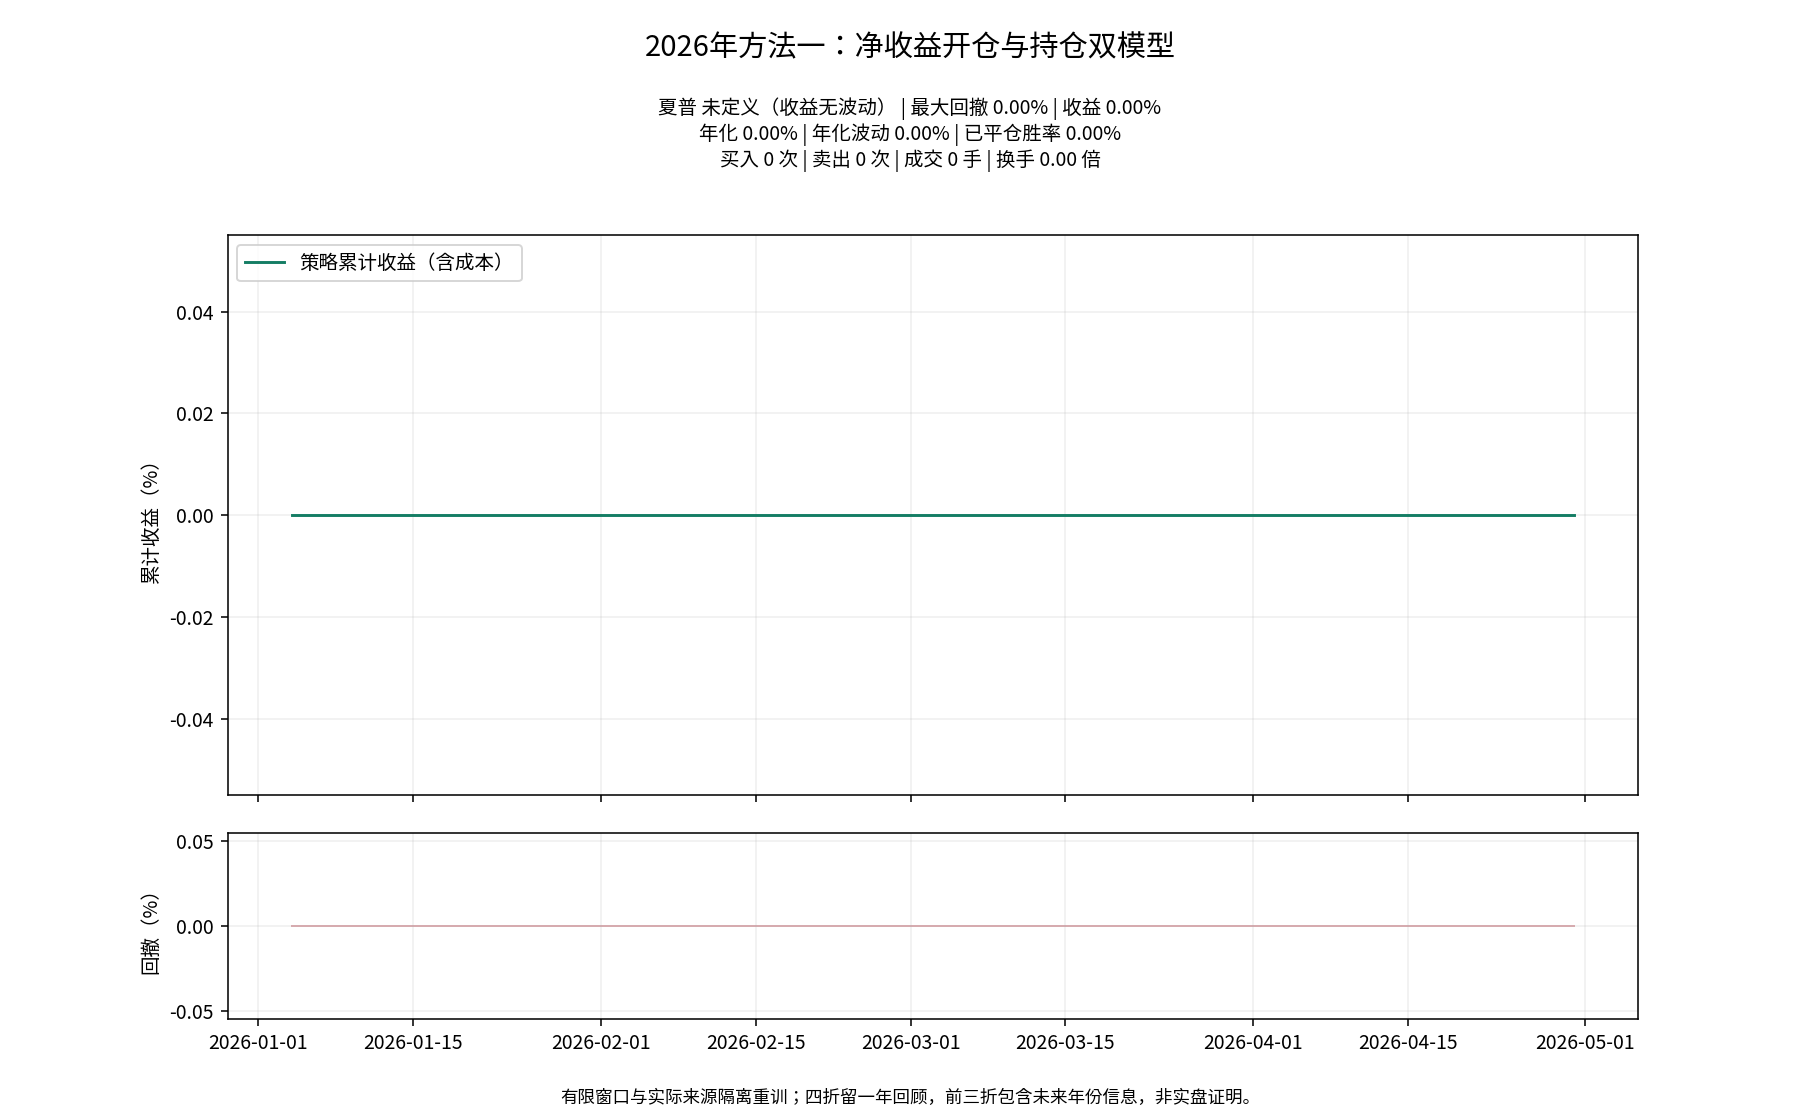 2026年方法一：净收益开仓与持仓双模型
夏普 未定义（收益无波动） | 最大回撤 0.00% | 收益 0.00%
年化 0.00% | 年化波动 0.00% | 已平仓胜率 0.00%
买入 0 次 | 卖出 0 次 | 成交 0 手 | 换手 0.00 倍
策略累计收益（含成本）
累计收益（%）
0.04
0.02
0.00
-0.02
-0.04
回撤（%）
0.05
0.00
-0.05
2026-01-01 2026-01-15 2026-02-01 2026-02-15 2026-03-01 2026-03-15 2026-04-01 2026-04-15 2026-05-01
有限窗口与实际来源隔离重训；四折留一年回顾，前三折包含未来年份信息，非实盘证明。